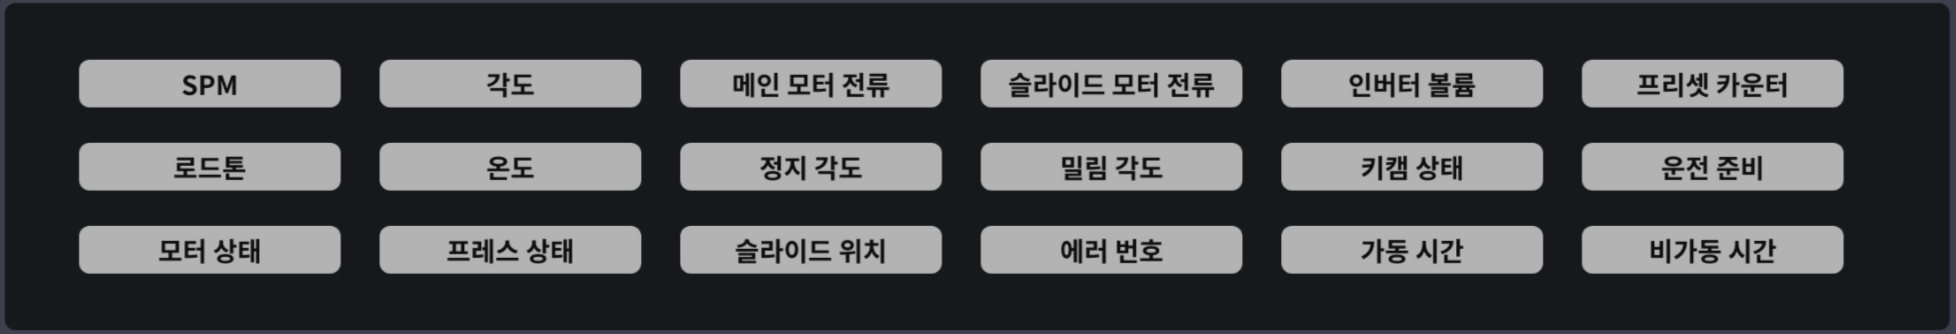 SPM 각도 메인 모터 전류 슬라이드 모터 전류 인버터 볼륨 프리셋 카운터
로드톤 온도 정지 각도 밀림 각도 키캠 상태 운전 준비
모터 상태 프레스 상태 슬라이드 위치 에러 번호 가동 시간 비가동 시간